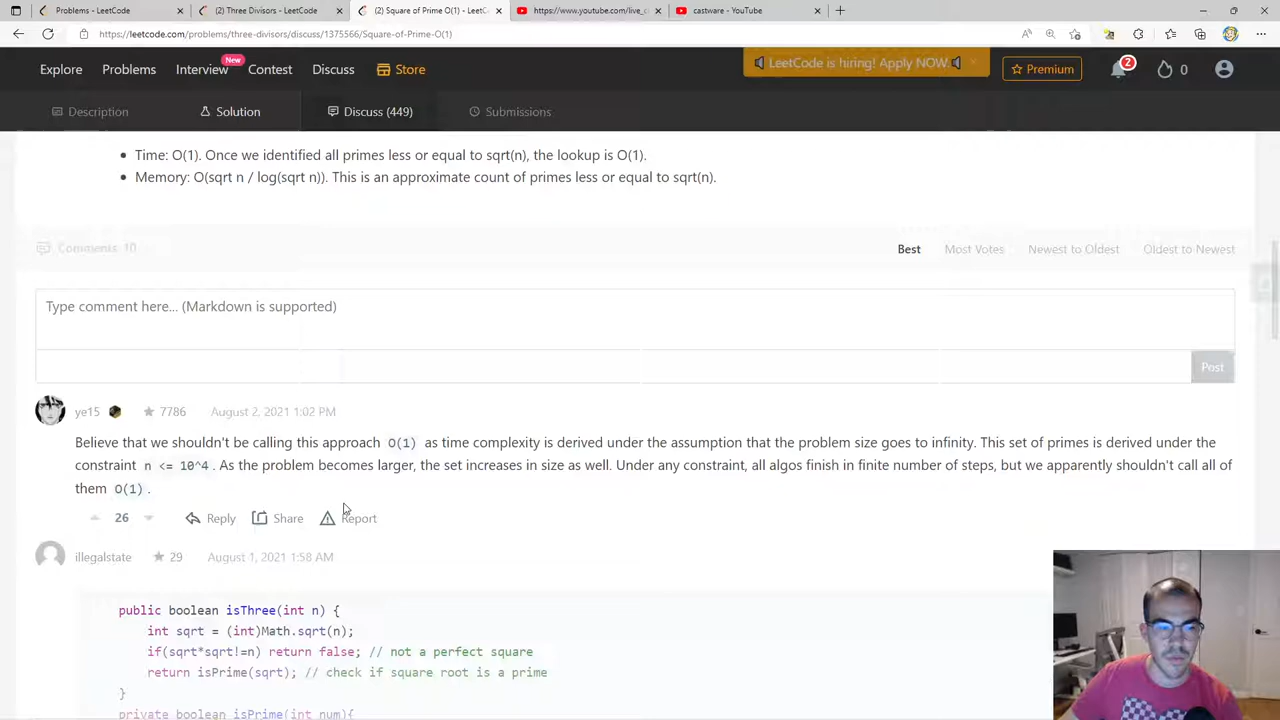 Problems - LeetCode
(2) Three Divisors - LeetCode
(2) Square of Prime O(1) - LeetC
https://www.youtube.com/live_c
castware - YouTube
https://leetcode.com/problems/three-divisors/discuss/1375566/Square-of-Prime-O(1)
Explore
Problems
Interview
New
Contest
Discuss
Store
LeetCode is hiring! Apply NOW.
Premium
2
0
Description
Solution
Discuss (449)
Submissions
• Time: O(1). Once we identified all primes less or equal to sqrt(n), the lookup is O(1).
• Memory: O(sqrt n / log(sqrt n)). This is an approximate count of primes less or equal to sqrt(n).
Comments: 10
Best
Most Votes
Newest to Oldest
Oldest to Newest
Type comment here... (Markdown is supported)
Post
ye15 ★ 7786 August 2, 2021 1:02 PM
Believe that we shouldn't be calling this approach O(1) as time complexity is derived under the assumption that the problem size goes to infinity. This set of primes is derived under the
constraint n <= 10^4. As the problem becomes larger, the set increases in size as well. Under any constraint, all algos finish in finite number of steps, but we apparently shouldn't call all of
them O(1).
26 Reply Share Report
illegalstate ★ 29 August 1, 2021 1:58 AM
public boolean isThree(int n) {
int sqrt = (int)Math.sqrt(n);
if(sqrt*sqrt!=n) return false; // not a perfect square
return isPrime(sqrt); // check if square root is a prime
}
private boolean isPrime(int num){